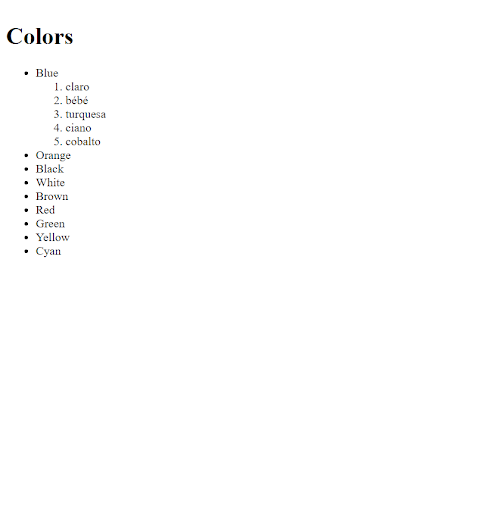 Colors
• Blue
1. claro
2. bébé
3. turquesa
4. ciano
5. cobalto
• Orange
• Black
• White
• Brown
• Red
• Green
• Yellow
• Cyan